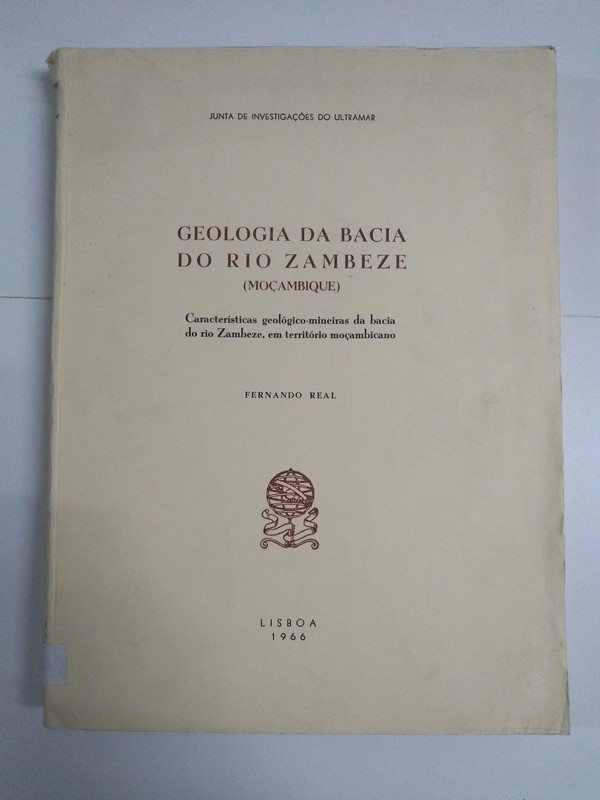 JUNTA DE INVESTIGAÇÕES DO ULTRAMAR
GEOLOGIA DA BACIA
DO RIO ZAMBEZE
(MOÇAMBIQUE)
Características geológico-mineiras da bacia
do rio Zambeze, em território moçambicano
FERNANDO REAL
LISBOA
1966